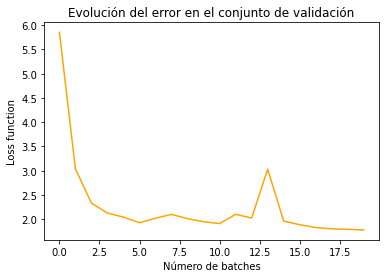 Evolución del error en el conjunto de validación
6.0
5.5
5.0
4.5
4.0
3.5
3.0
2.5
2.0
Loss function
0.0 2.5 5.0 7.5 10.0 12.5 15.0 17.5
Número de batches